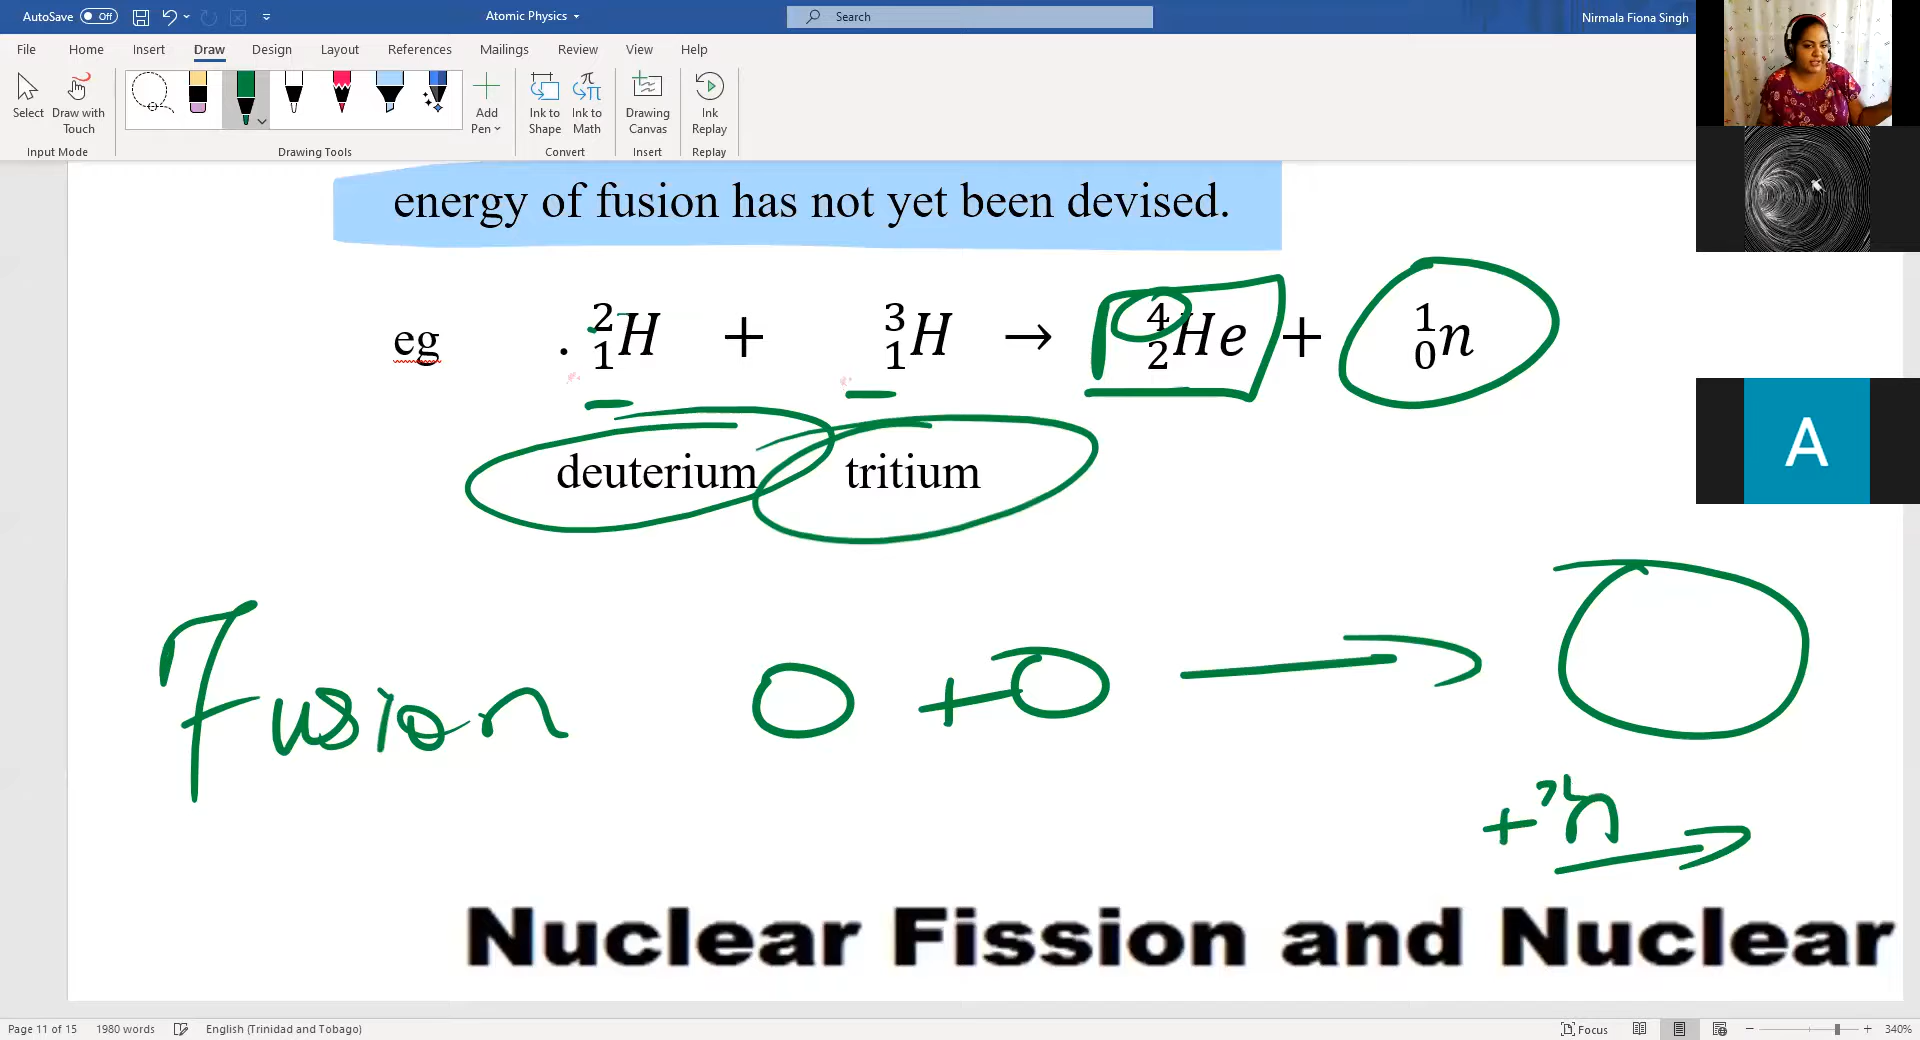 AutoSave Off Atomic Physics Search Nirmala Fiona Singh
File Home Insert Draw Design Layout References Mailings Review View Help
Select Draw with Touch Add Pen Ink to Shape Ink to Math Drawing Canvas Ink Replay
Input Mode Drawing Tools Convert Insert Replay
energy of fusion has not yet been devised.
eg . ²₁H + ³₁H → ⁴₂He + ¹₀n
A
deuterium tritium
Fusion O + O → O
+ n →
Nuclear Fission and Nuclear
Page 11 of 15 1980 words English (Trinidad and Tobago) Focus 340%